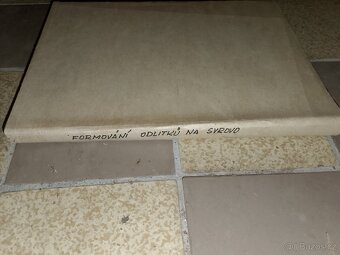 FORMOVÁNÍ ODLITKŮ NA SYROVO